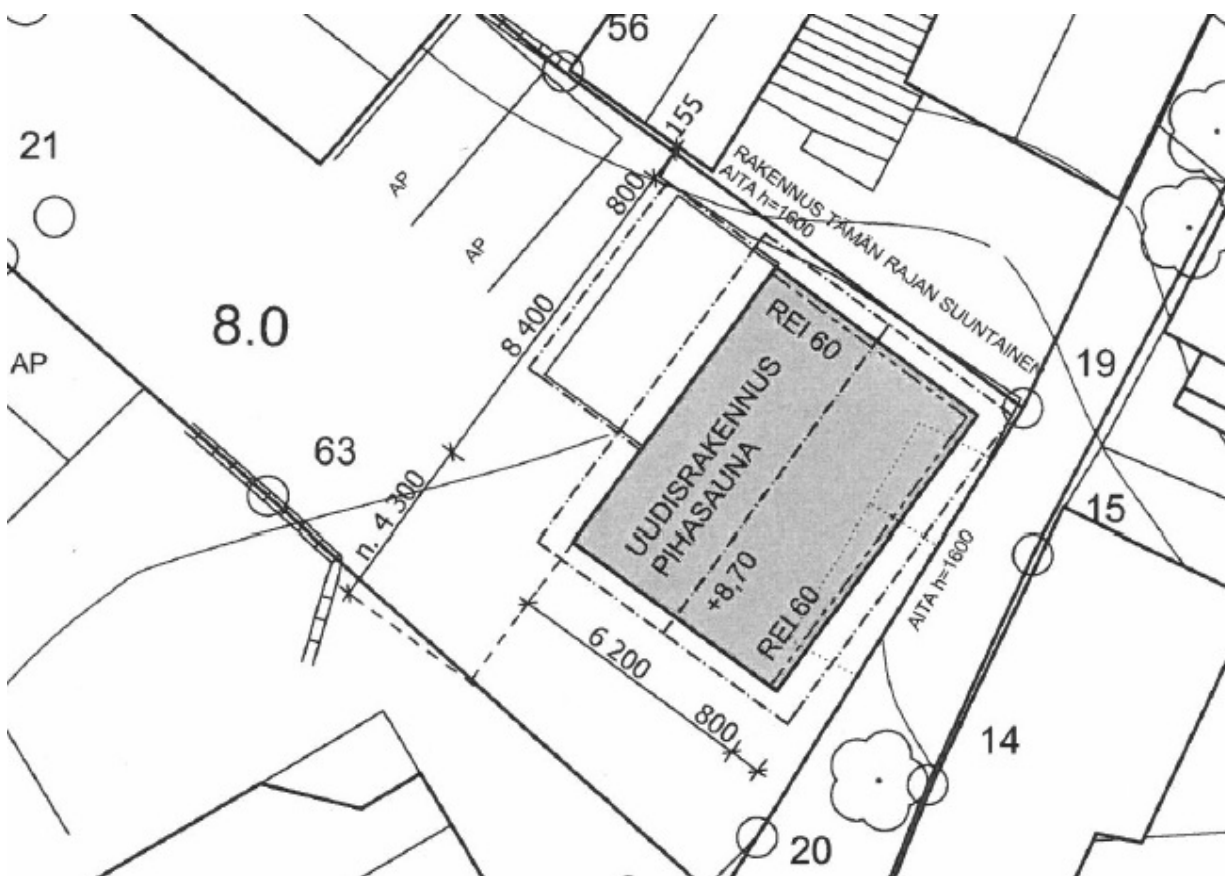 56
21
155
RAKENNUS TÄMÄN RAJAN SUUNTAINEN
AITA h=1600
800
AP
AP
8.0
8 400
REI 60
AP
19
UUDISRAKENNUS
PIHASAUNA
63
n. 4 300
15
+8,70
AITA h=1600
REI 60
6 200
800
14
20